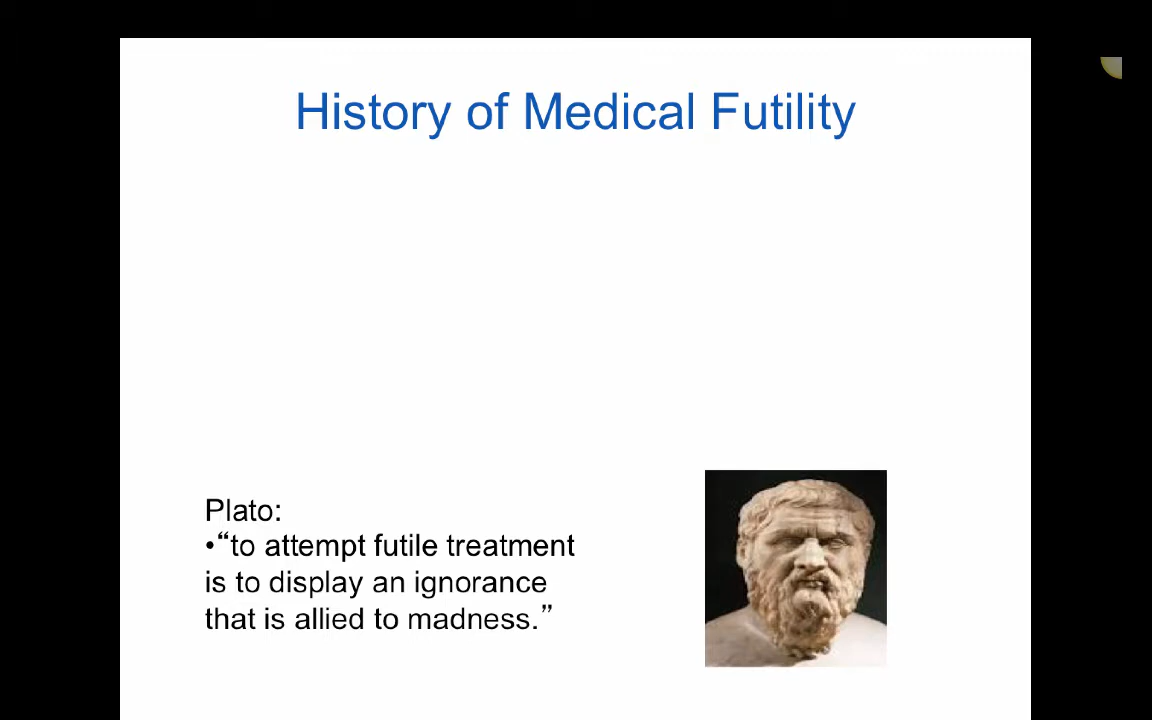 History of Medical Futility
Plato:
•“to attempt futile treatment
is to display an ignorance
that is allied to madness.”